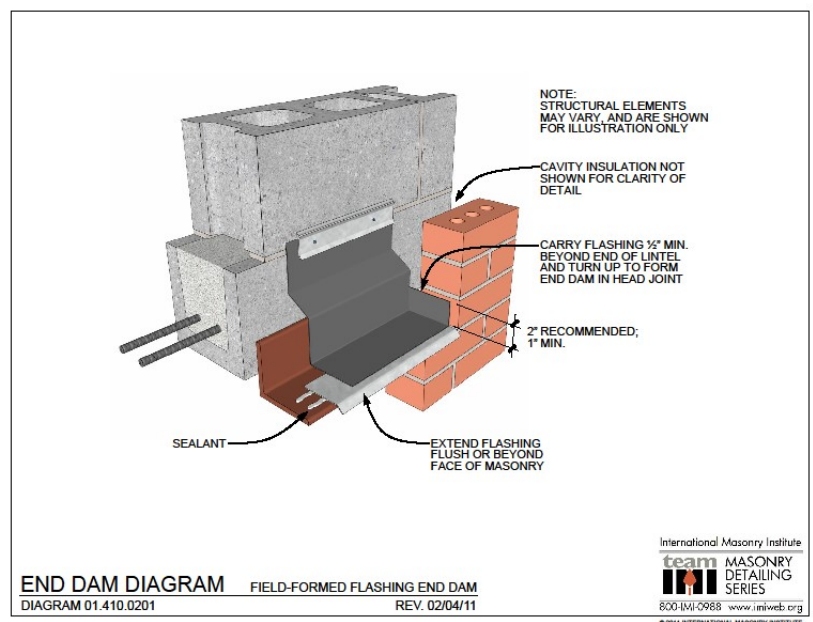 NOTE:
STRUCTURAL ELEMENTS
MAY VARY, AND ARE SHOWN
FOR ILLUSTRATION ONLY
CAVITY INSULATION NOT
SHOWN FOR CLARITY OF
DETAIL
CARRY FLASHING ½" MIN.
BEYOND END OF LINTEL
AND TURN UP TO FORM
END DAM IN HEAD JOINT
2" RECOMMENDED;
1" MIN.
SEALANT
EXTEND FLASHING
FLUSH OR BEYOND
FACE OF MASONRY
END DAM DIAGRAM
FIELD-FORMED FLASHING END DAM
DIAGRAM 01.410.0201
REV. 02/04/11
International Masonry Institute
team
IMI
MASONRY
DETAILING
SERIES
800-IMI-0988 www.imiweb.org